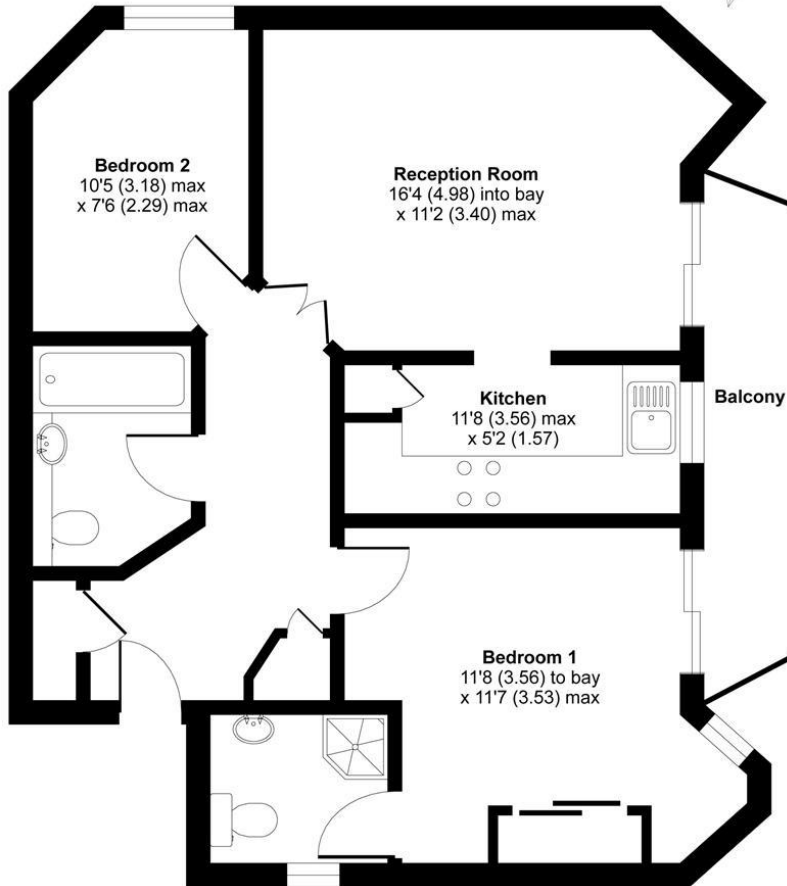 Bedroom 2
10'5 (3.18) max
x 7'6 (2.29) max
Reception Room
16'4 (4.98) into bay
x 11'2 (3.40) max
Kitchen
11'8 (3.56) max
x 5'2 (1.57)
Balcony
Bedroom 1
11'8 (3.56) to bay
x 11'7 (3.53) max